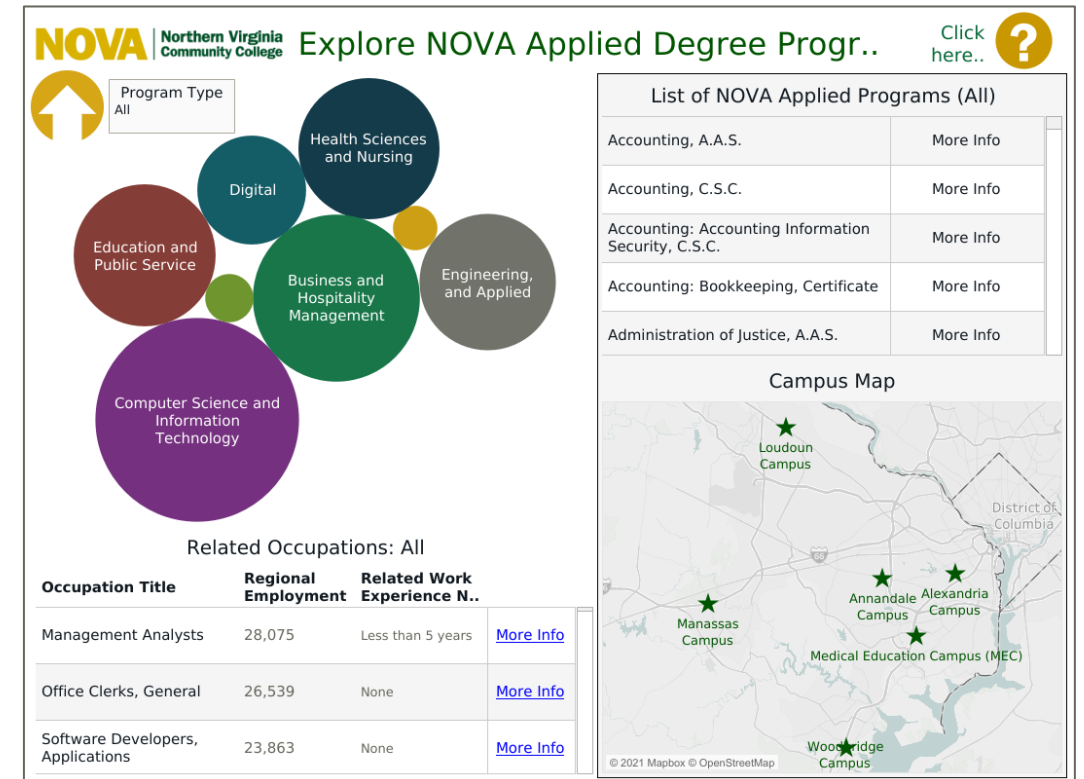 NOVA
Northern Virginia
Community College
Explore NOVA Applied Degree Progr..
Click
here..
?
Program Type
All
Health Sciences
and Nursing
Digital
Education and
Public Service
Business and
Hospitality
Management
Engineering,
and Applied
Computer Science and
Information
Technology
List of NOVA Applied Programs (All)
Accounting, A.A.S. More Info
Accounting, C.S.C. More Info
Accounting: Accounting Information
Security, C.S.C. More Info
Accounting: Bookkeeping, Certificate More Info
Administration of Justice, A.A.S. More Info
Campus Map
Loudoun
Campus
District of
Columbia
66
Annandale
Campus
Alexandria
Campus
Manassas
Campus
Medical Education Campus (MEC)
Woodbridge
Campus
© 2021 Mapbox © OpenStreetMap
Related Occupations: All
Occupation Title
Regional
Employment
Related Work
Experience N..
Management Analysts 28,075 Less than 5 years More Info
Office Clerks, General 26,539 None More Info
Software Developers,
Applications 23,863 None More Info